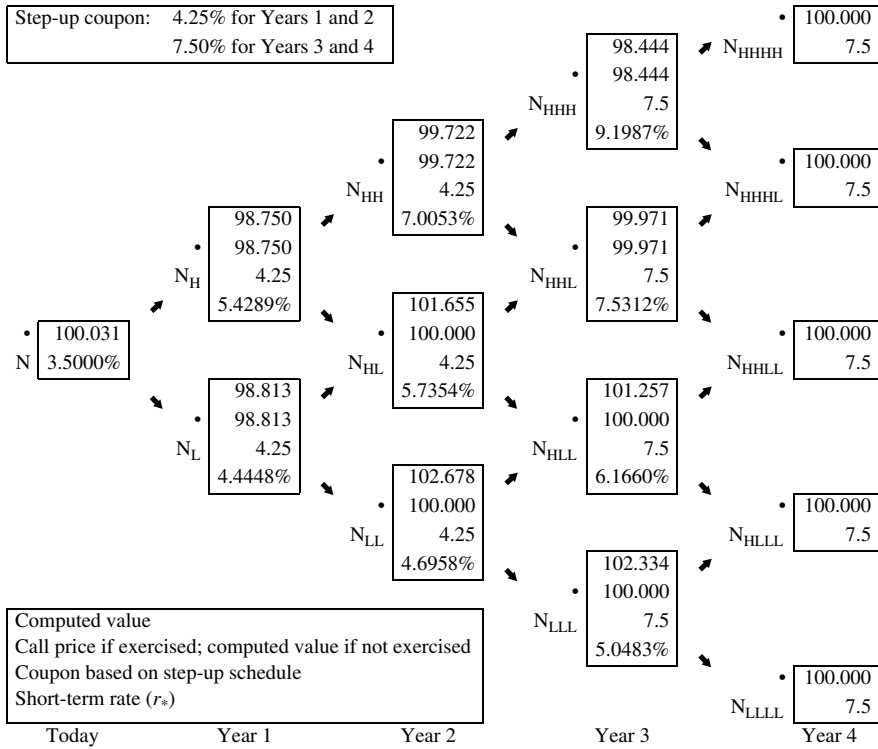 Step-up coupon: 4.25% for Years 1 and 2
7.50% for Years 3 and 4
• 100.031
N 3.5000%
98.750
• 98.750
N_H 4.25
5.4289%
98.813
• 98.813
N_L 4.25
4.4448%
99.722
• 99.722
N_HH 4.25
7.0053%
101.655
• 100.000
N_HL 4.25
5.7354%
102.678
• 100.000
N_LL 4.25
4.6958%
98.444
• 98.444
N_HHH 7.5
9.1987%
99.971
• 99.971
N_HHL 7.5
7.5312%
101.257
• 100.000
N_HLL 7.5
6.1660%
102.334
• 100.000
N_LLL 7.5
5.0483%
• 100.000
N_HHHH 7.5
• 100.000
N_HHHL 7.5
• 100.000
N_HHLL 7.5
• 100.000
N_HLLL 7.5
• 100.000
N_LLLL 7.5
Computed value
Call price if exercised; computed value if not exercised
Coupon based on step-up schedule
Short-term rate (r*)
Today Year 1 Year 2 Year 3 Year 4